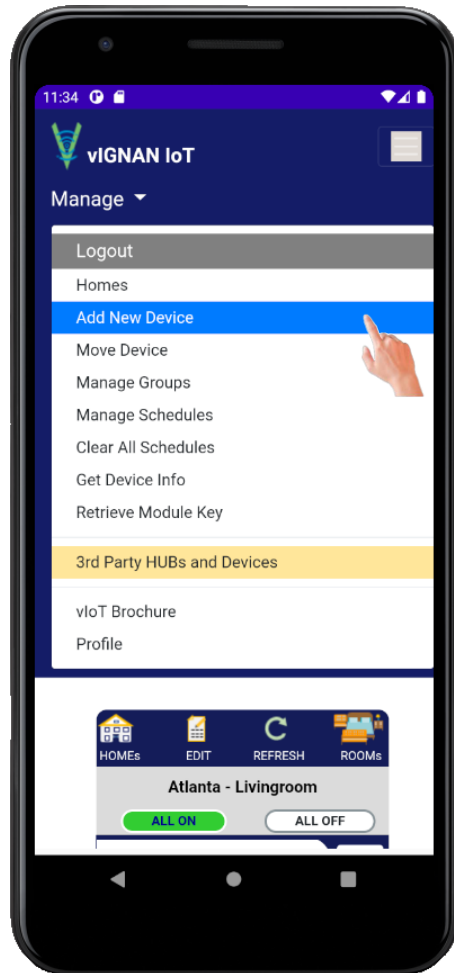 11:34
vIGNAN IoT
Manage
Logout
Homes
Add New Device
Move Device
Manage Groups
Manage Schedules
Clear All Schedules
Get Device Info
Retrieve Module Key
3rd Party HUBs and Devices
vIoT Brochure
Profile
HOMEs EDIT REFRESH ROOMs
Atlanta - Livingroom
ALL ON ALL OFF